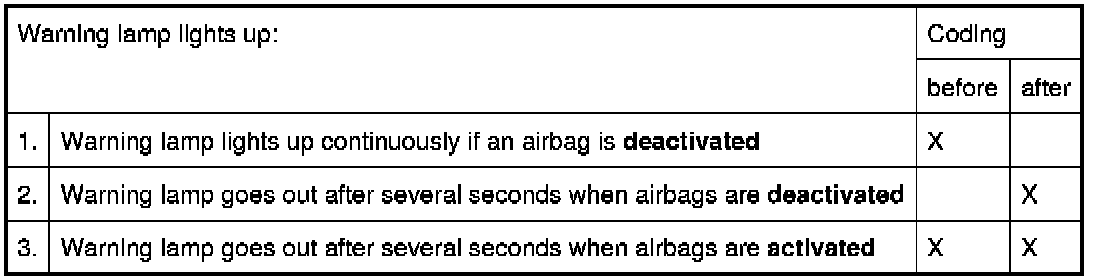 Warning lamp lights up: Coding
before after
1. Warning lamp lights up continuously if an airbag is deactivated X
2. Warning lamp goes out after several seconds when airbags are deactivated X
3. Warning lamp goes out after several seconds when airbags are activated X X